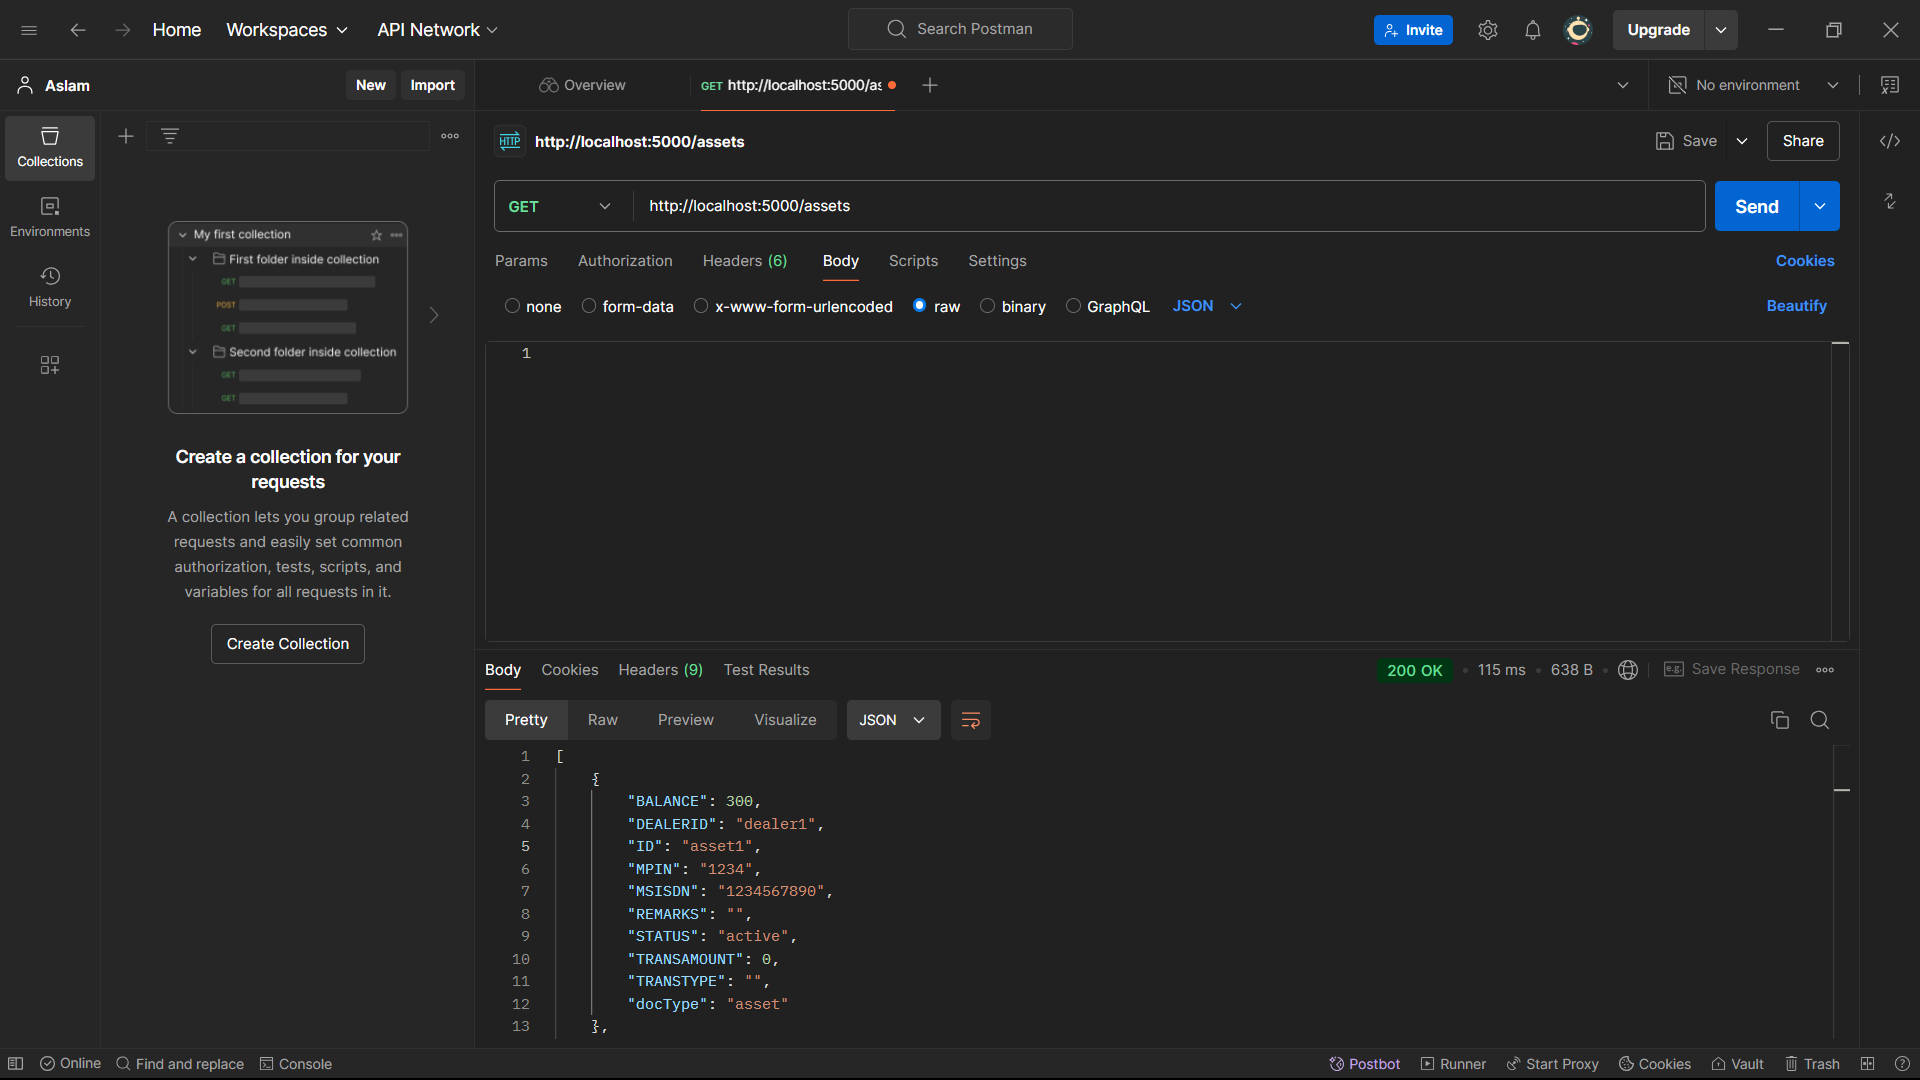 Home Workspaces API Network Search Postman Invite Upgrade
Aslam New Import Overview GET http://localhost:5000/as No environment
HTTP http://localhost:5000/assets Save Share
Collections
Environments
History
My first collection
First folder inside collection
GET
POST
GET
Second folder inside collection
GET
GET
Create a collection for your
requests
A collection lets you group related
requests and easily set common
authorization, tests, scripts, and
variables for all requests in it.
Create Collection
GET http://localhost:5000/assets Send
Params Authorization Headers (6) Body Scripts Settings Cookies
none form-data x-www-form-urlencoded raw binary GraphQL JSON Beautify
1
Body Cookies Headers (9) Test Results 200 OK 115 ms 638 B e.g. Save Response
Pretty Raw Preview Visualize JSON
1 [
2 {
3 "BALANCE": 300,
4 "DEALERID": "dealer1",
5 "ID": "asset1",
6 "MPIN": "1234",
7 "MSISDN": "1234567890",
8 "REMARKS": "",
9 "STATUS": "active",
10 "TRANSAMOUNT": 0,
11 "TRANSTYPE": "",
12 "docType": "asset"
13 },
Online Find and replace Console Postbot Runner Start Proxy Cookies Vault Trash